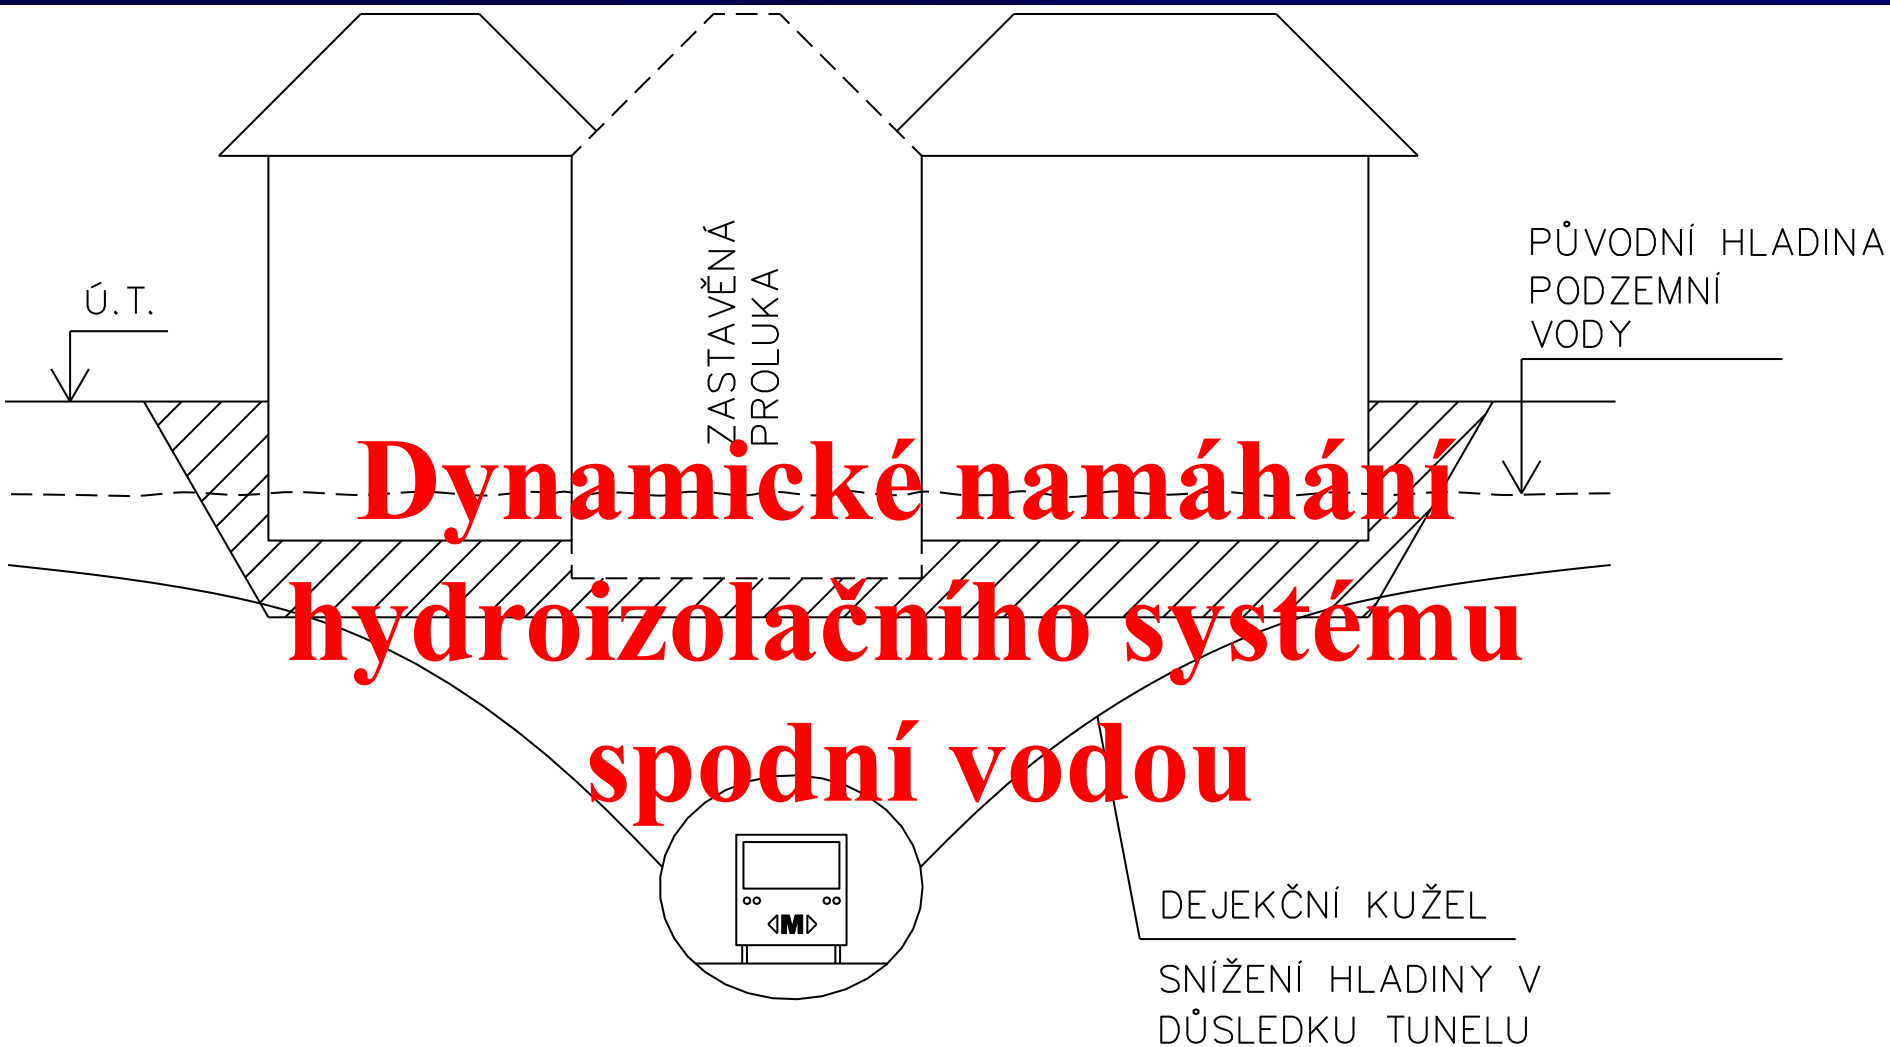 PŮVODNÍ HLADINA
PODZEMNÍ
VODY
Ú.T.
ZASTAVĚNÁ
PROLUKA
Dynamické namáhání
hydroizolačního systému
spodní vodou
M
DEJEKČNÍ KUŽEL
SNÍŽENÍ HLADINY V
DŮSLEDKU TUNELU